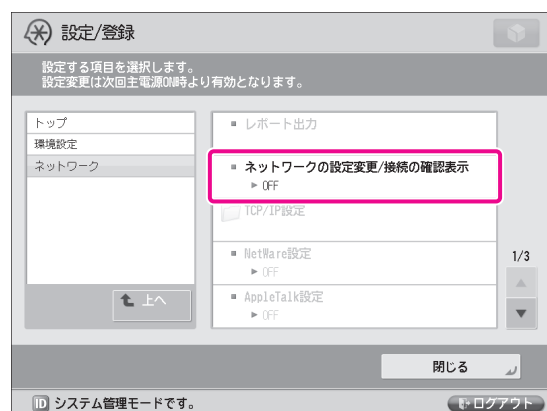 設定/登録
設定する項目を選択します。
設定変更は次回主電源ON時より有効となります。
トップ
環境設定
ネットワーク
上へ
レポート出力
ネットワークの設定変更/接続の確認表示
OFF
TCP/IP設定
NetWare設定
OFF
AppleTalk設定
OFF
1/3
閉じる
ID システム管理モードです。
ログアウト